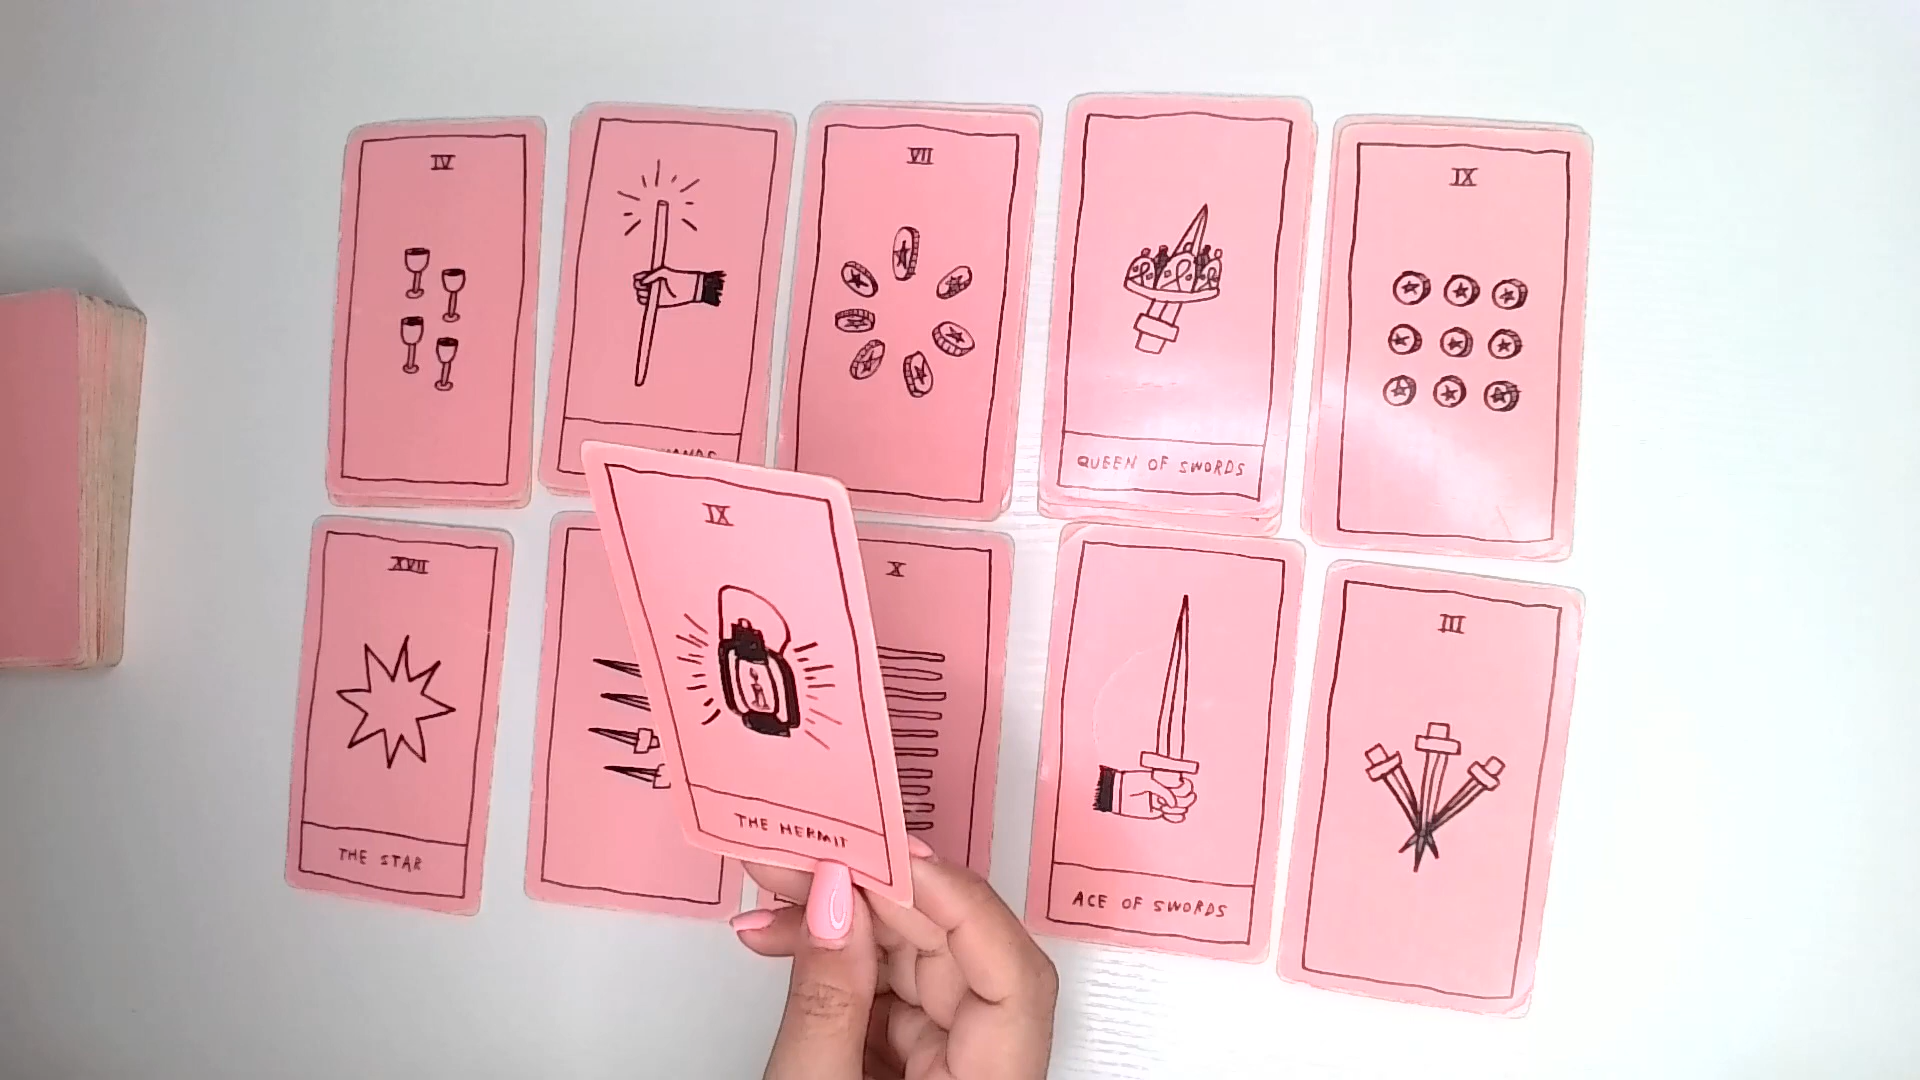 IV
VII
IX
QUEEN OF SWORDS
XVII
THE STAR
IX
THE HERMIT
X
ACE OF SWORDS
III